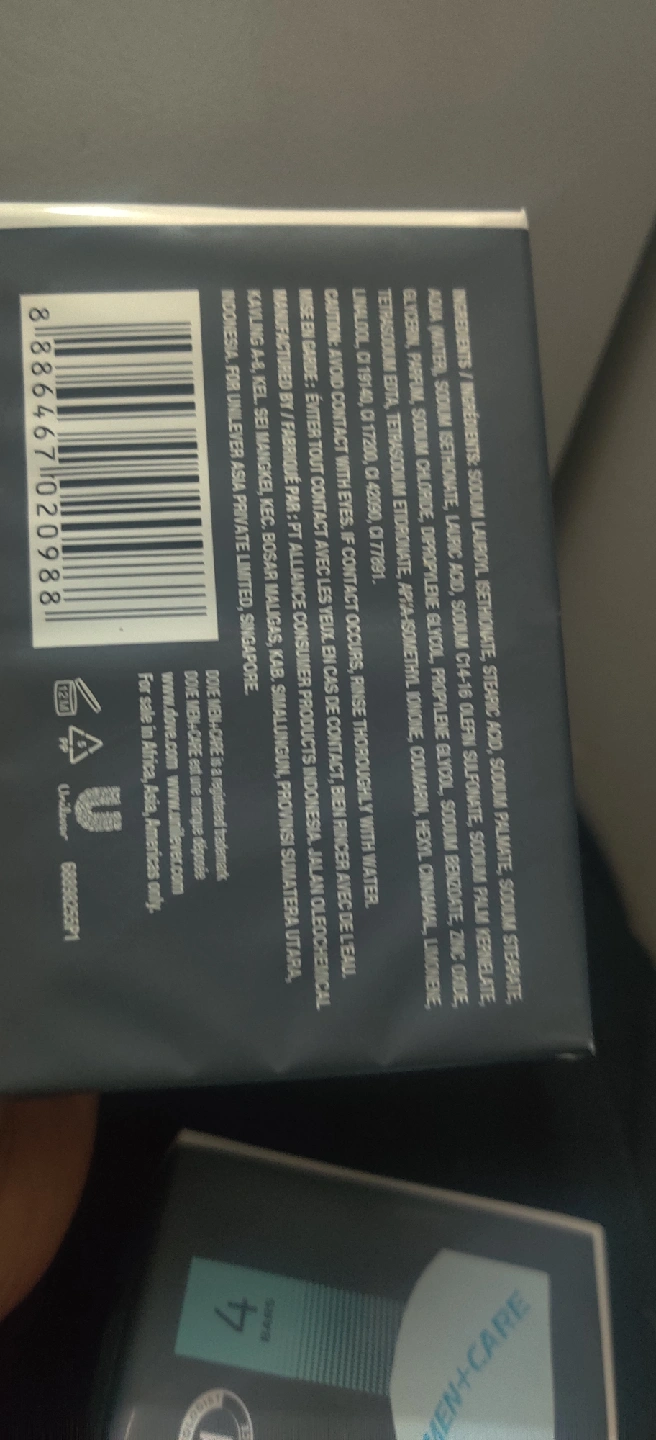 INGREDIENTS / INGRÉDIENTS: SODIUM LAUROYL ISETHIONATE, STEARIC ACID, SODIUM PALMITATE, SODIUM STEARATE,
AQUA (WATER), SODIUM ISETHIONATE, LAURIC ACID, SODIUM C14-16 OLEFIN SULFONATE, SODIUM PALM KERNELATE,
GLYCERIN, PARFUM, SODIUM CHLORIDE, DIPROPYLENE GLYCOL, PROPYLENE GLYCOL, SODIUM BENZOATE, ZINC OXIDE,
TETRASODIUM EDTA, TETRASODIUM ETIDRONATE, ALPHA-ISOMETHYL IONONE, COUMARIN, HEXYL CINNAMAL, LIMONENE,
LINALOOL, CI 19140, CI 17200, CI 42090, CI 77891.
CAUTION: AVOID CONTACT WITH EYES. IF CONTACT OCCURS, RINSE THOROUGHLY WITH WATER.
MISE EN GARDE : ÉVITER TOUT CONTACT AVEC LES YEUX. EN CAS DE CONTACT, BIEN RINCER AVEC DE L'EAU.
MANUFACTURED BY / FABRIQUÉ PAR: PT ALLIANCE CONSUMER PRODUCTS INDONESIA, JALAN OLEOCHEMICAL
KAVLING A-6, KEL. SEI MANGKEI, KEC. BOSAR MALIGAS, KAB. SIMALUNGUN, PROVINSI SUMATERA UTARA,
INDONESIA. FOR UNILEVER ASIA PRIVATE LIMITED, SINGAPORE.
8 886467 020988
DOVE MEN+CARE is a registered trademark
DOVE MEN+CARE est une marque déposée
www.dove.com www.unilever.com
For sale in Africa, Asia, Americas only.
12M
5
PP
Unilever
4
BARS
MEN+CARE